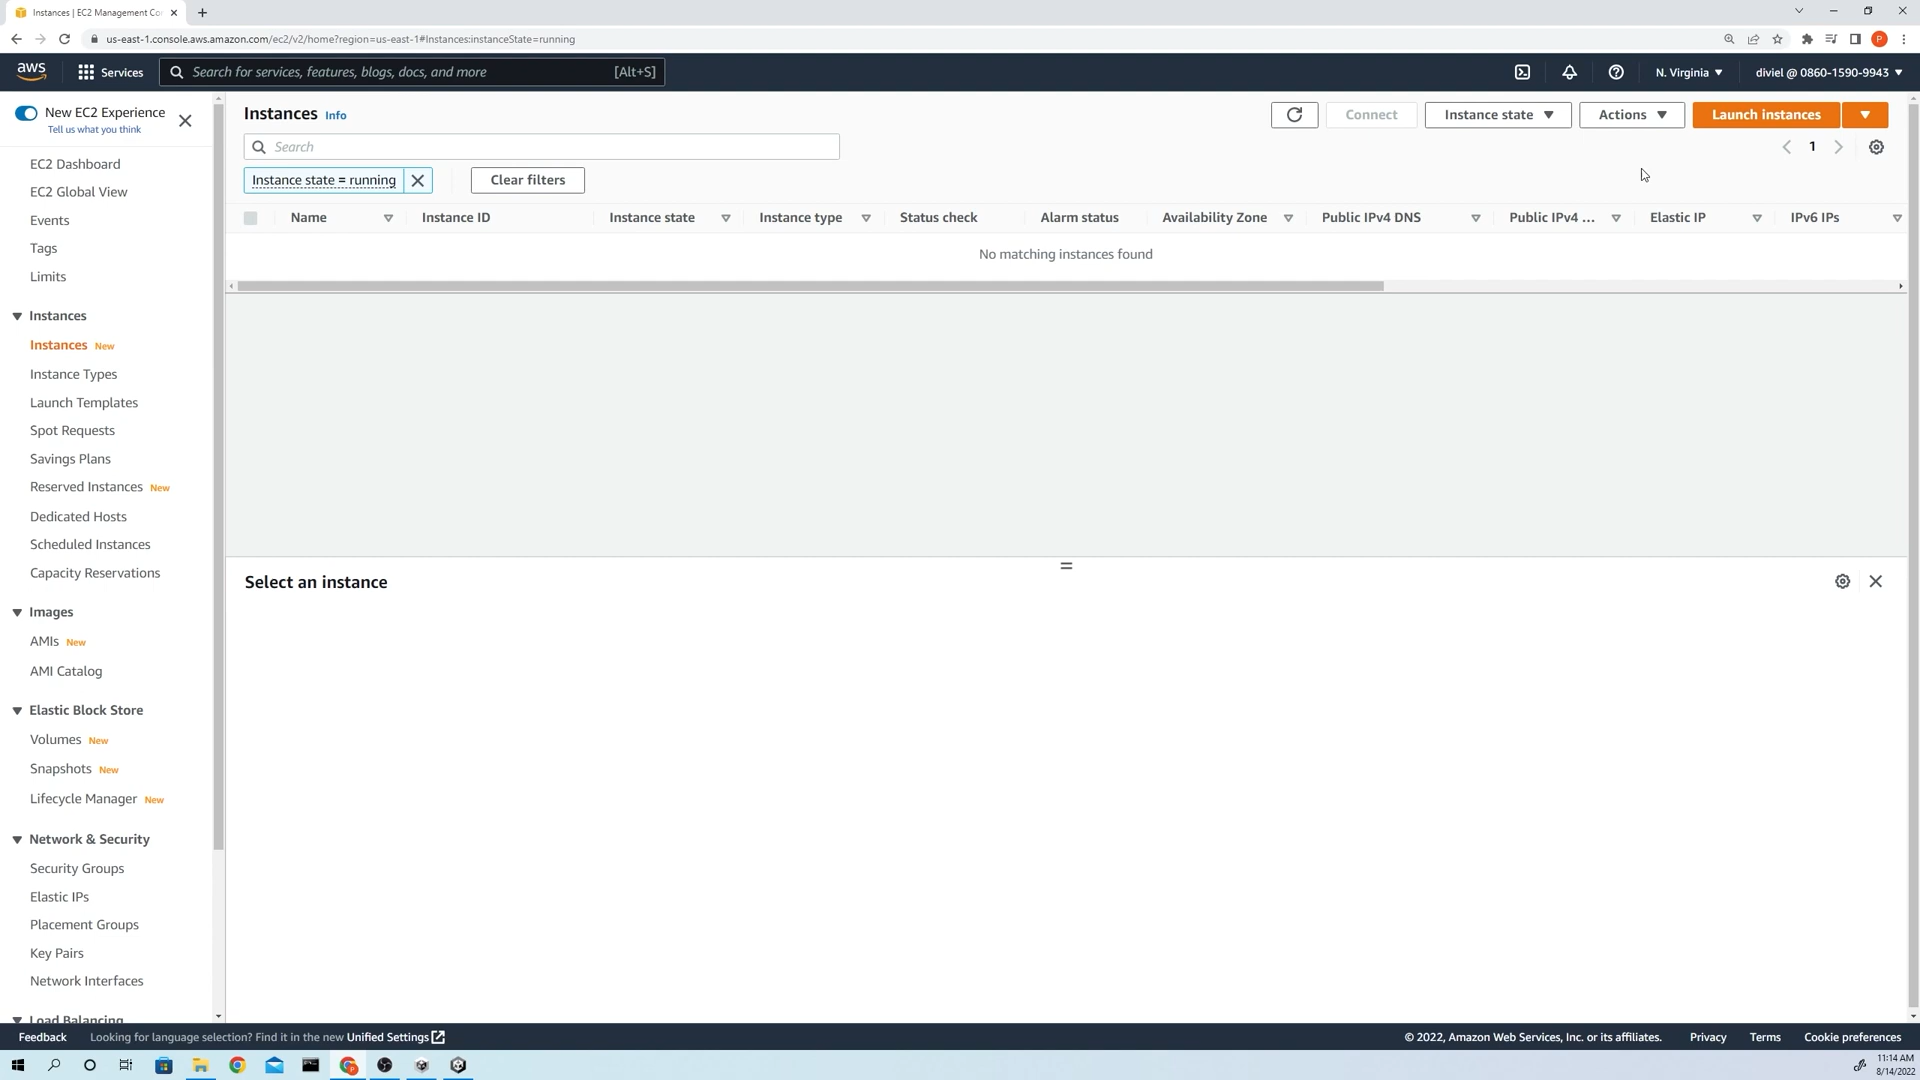 Instances | EC2 Management Co
us-east-1.console.aws.amazon.com/ec2/v2/home?region=us-east-1#Instances:instanceState=running
P
aws
Services
Search for services, features, blogs, docs, and more
[Alt+S]
N. Virginia
diviel @ 0860-1590-9943
New EC2 Experience
Tell us what you think
EC2 Dashboard
EC2 Global View
Events
Tags
Limits
Instances
Instances New
Instance Types
Launch Templates
Spot Requests
Savings Plans
Reserved Instances New
Dedicated Hosts
Scheduled Instances
Capacity Reservations
Images
AMIs New
AMI Catalog
Elastic Block Store
Volumes New
Snapshots New
Lifecycle Manager New
Network & Security
Security Groups
Elastic IPs
Placement Groups
Key Pairs
Network Interfaces
Load Balancing
Instances Info
Connect
Instance state
Actions
Launch instances
Search
1
Instance state = running
Clear filters
Name Instance ID Instance state Instance type Status check Alarm status Availability Zone Public IPv4 DNS Public IPv4 ... Elastic IP IPv6 IPs
No matching instances found
Select an instance
Feedback
Looking for language selection? Find it in the new Unified Settings
© 2022, Amazon Web Services, Inc. or its affiliates.
Privacy
Terms
Cookie preferences
11:14 AM
8/14/2022